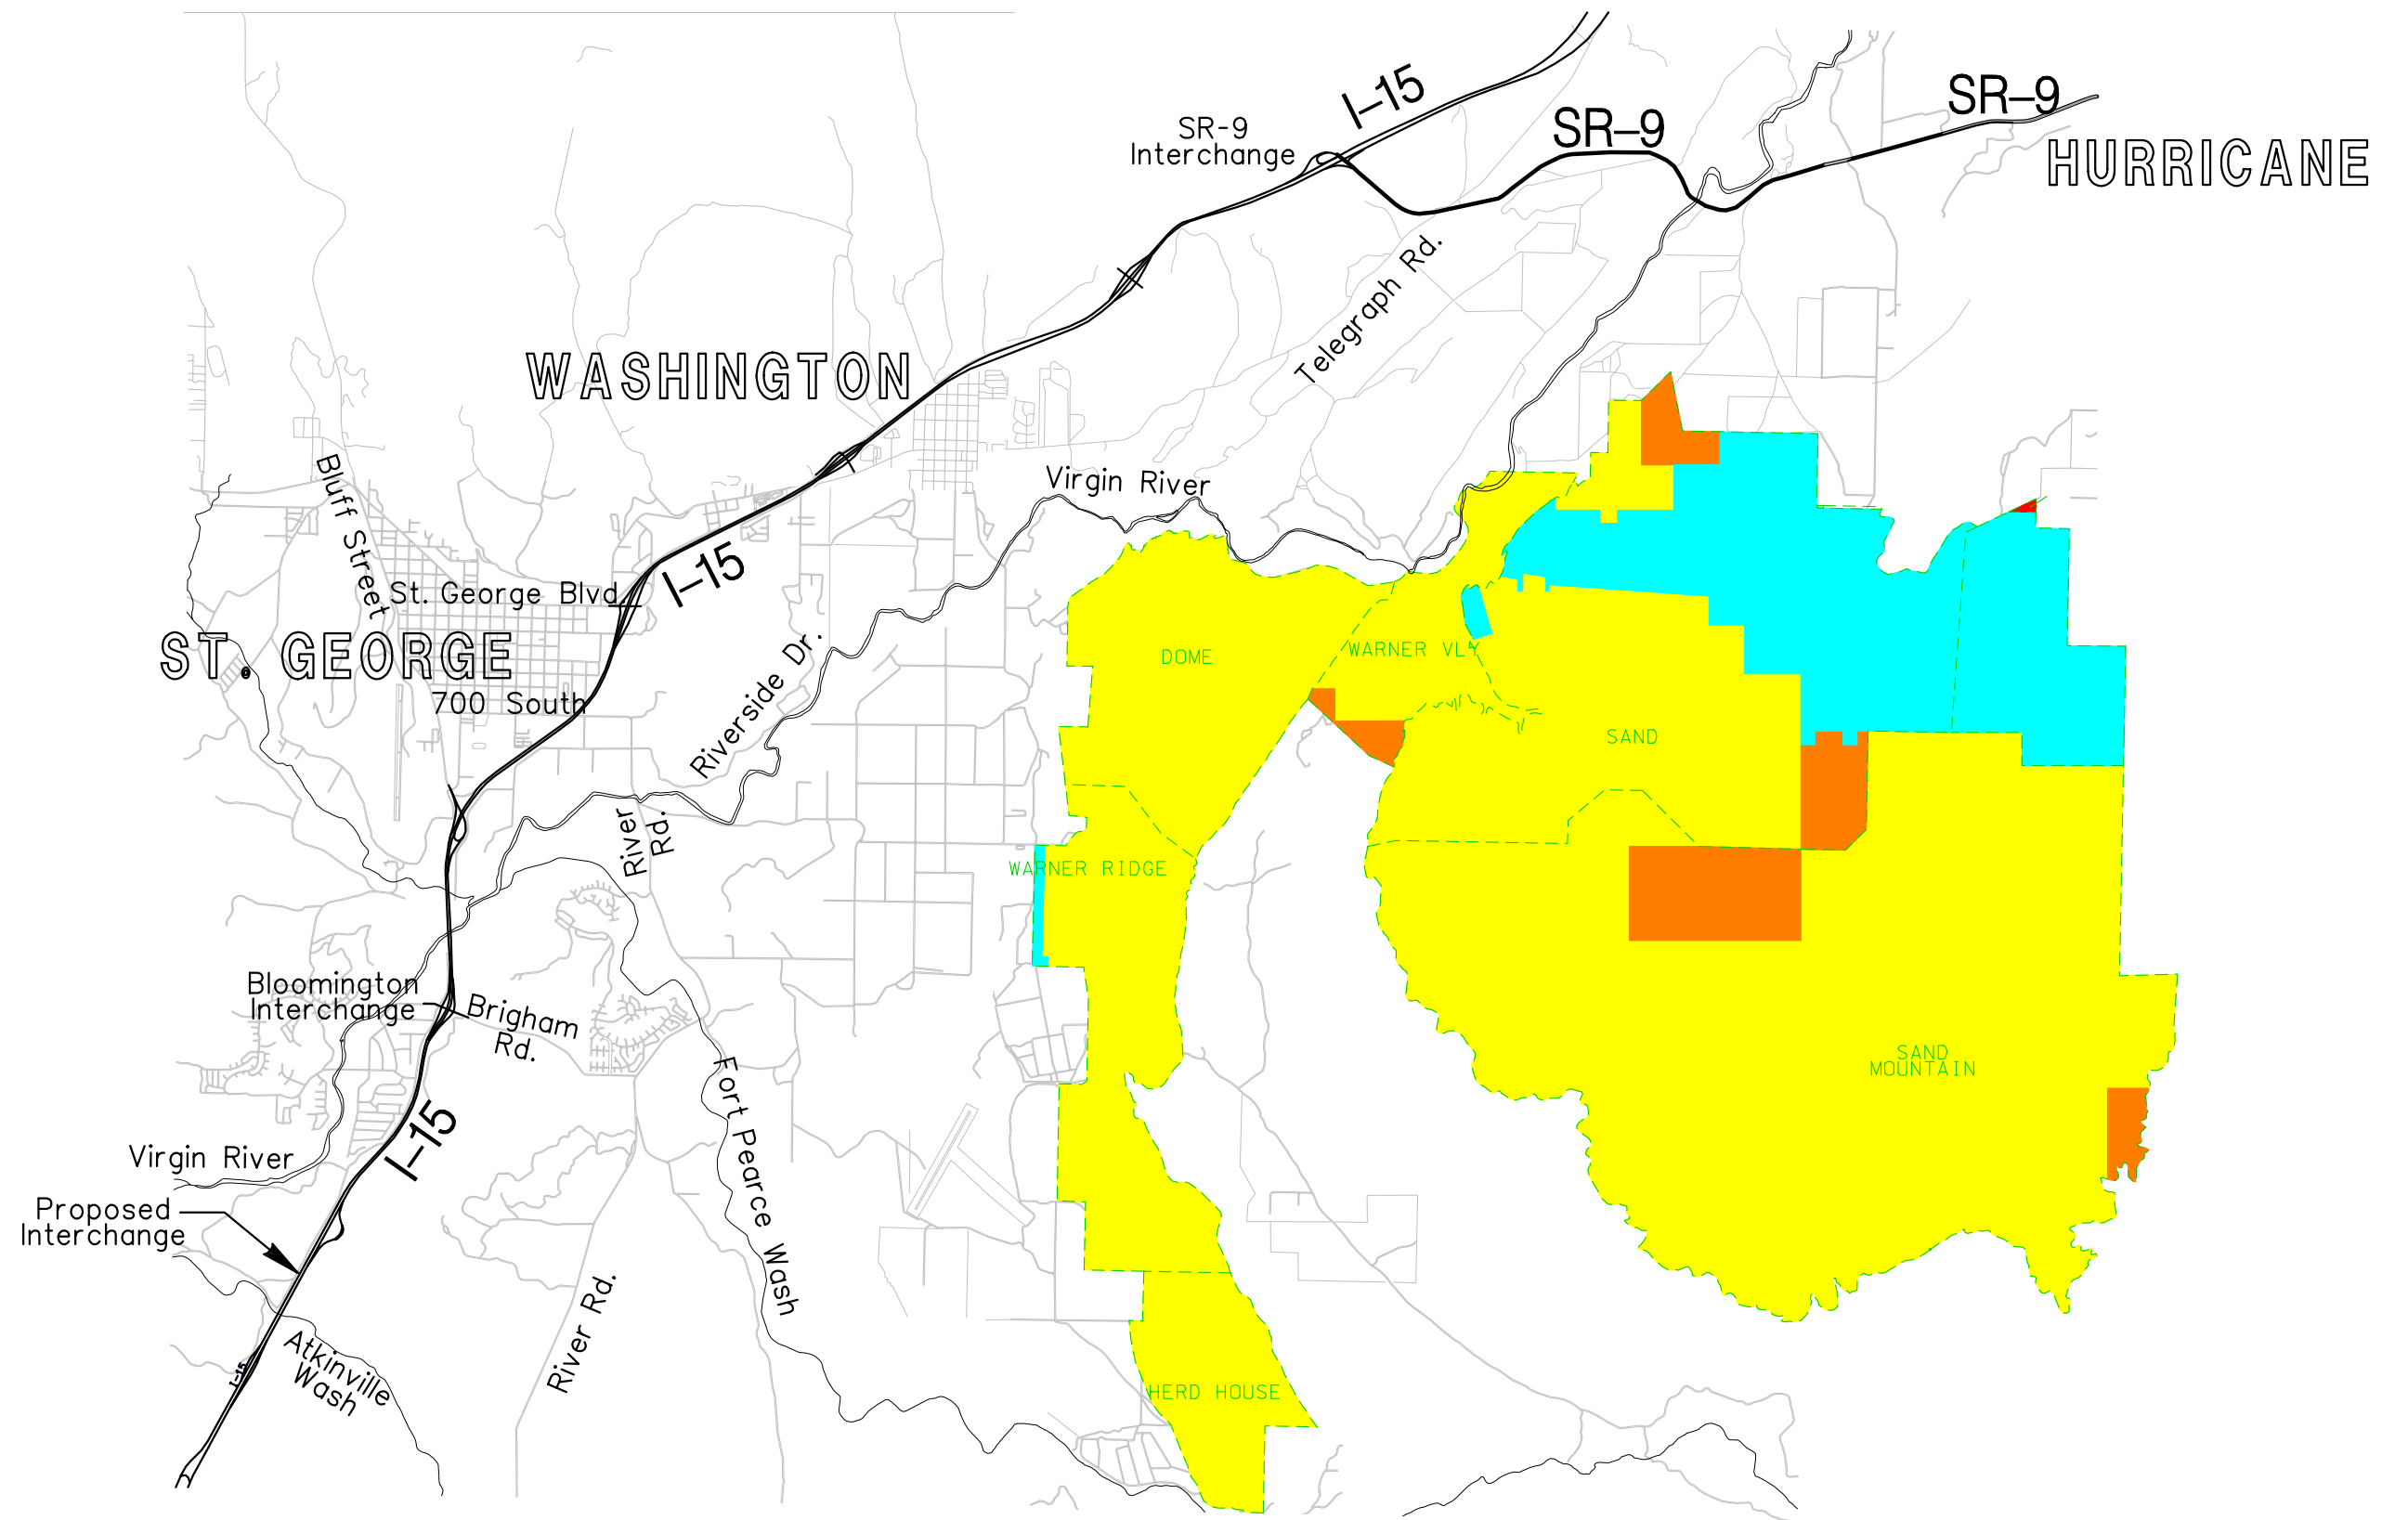 I-15
SR-9
SR-9
HURRICANE
SR-9
Interchange
Telegraph Rd.
WASHINGTON
Virgin River
Bluff Street
I-15
St. George Blvd.
ST. GEORGE
700 South
Riverside Dr.
DOME
WARNER VLY
SAND
River
Rd.
WARNER RIDGE
Bloomington
Interchange
Brigham
Rd.
SAND
MOUNTAIN
Fort Pearce Wash
I-15
Virgin River
Proposed
Interchange
River Rd.
Atkinville
Wash
I-15
HERD HOUSE